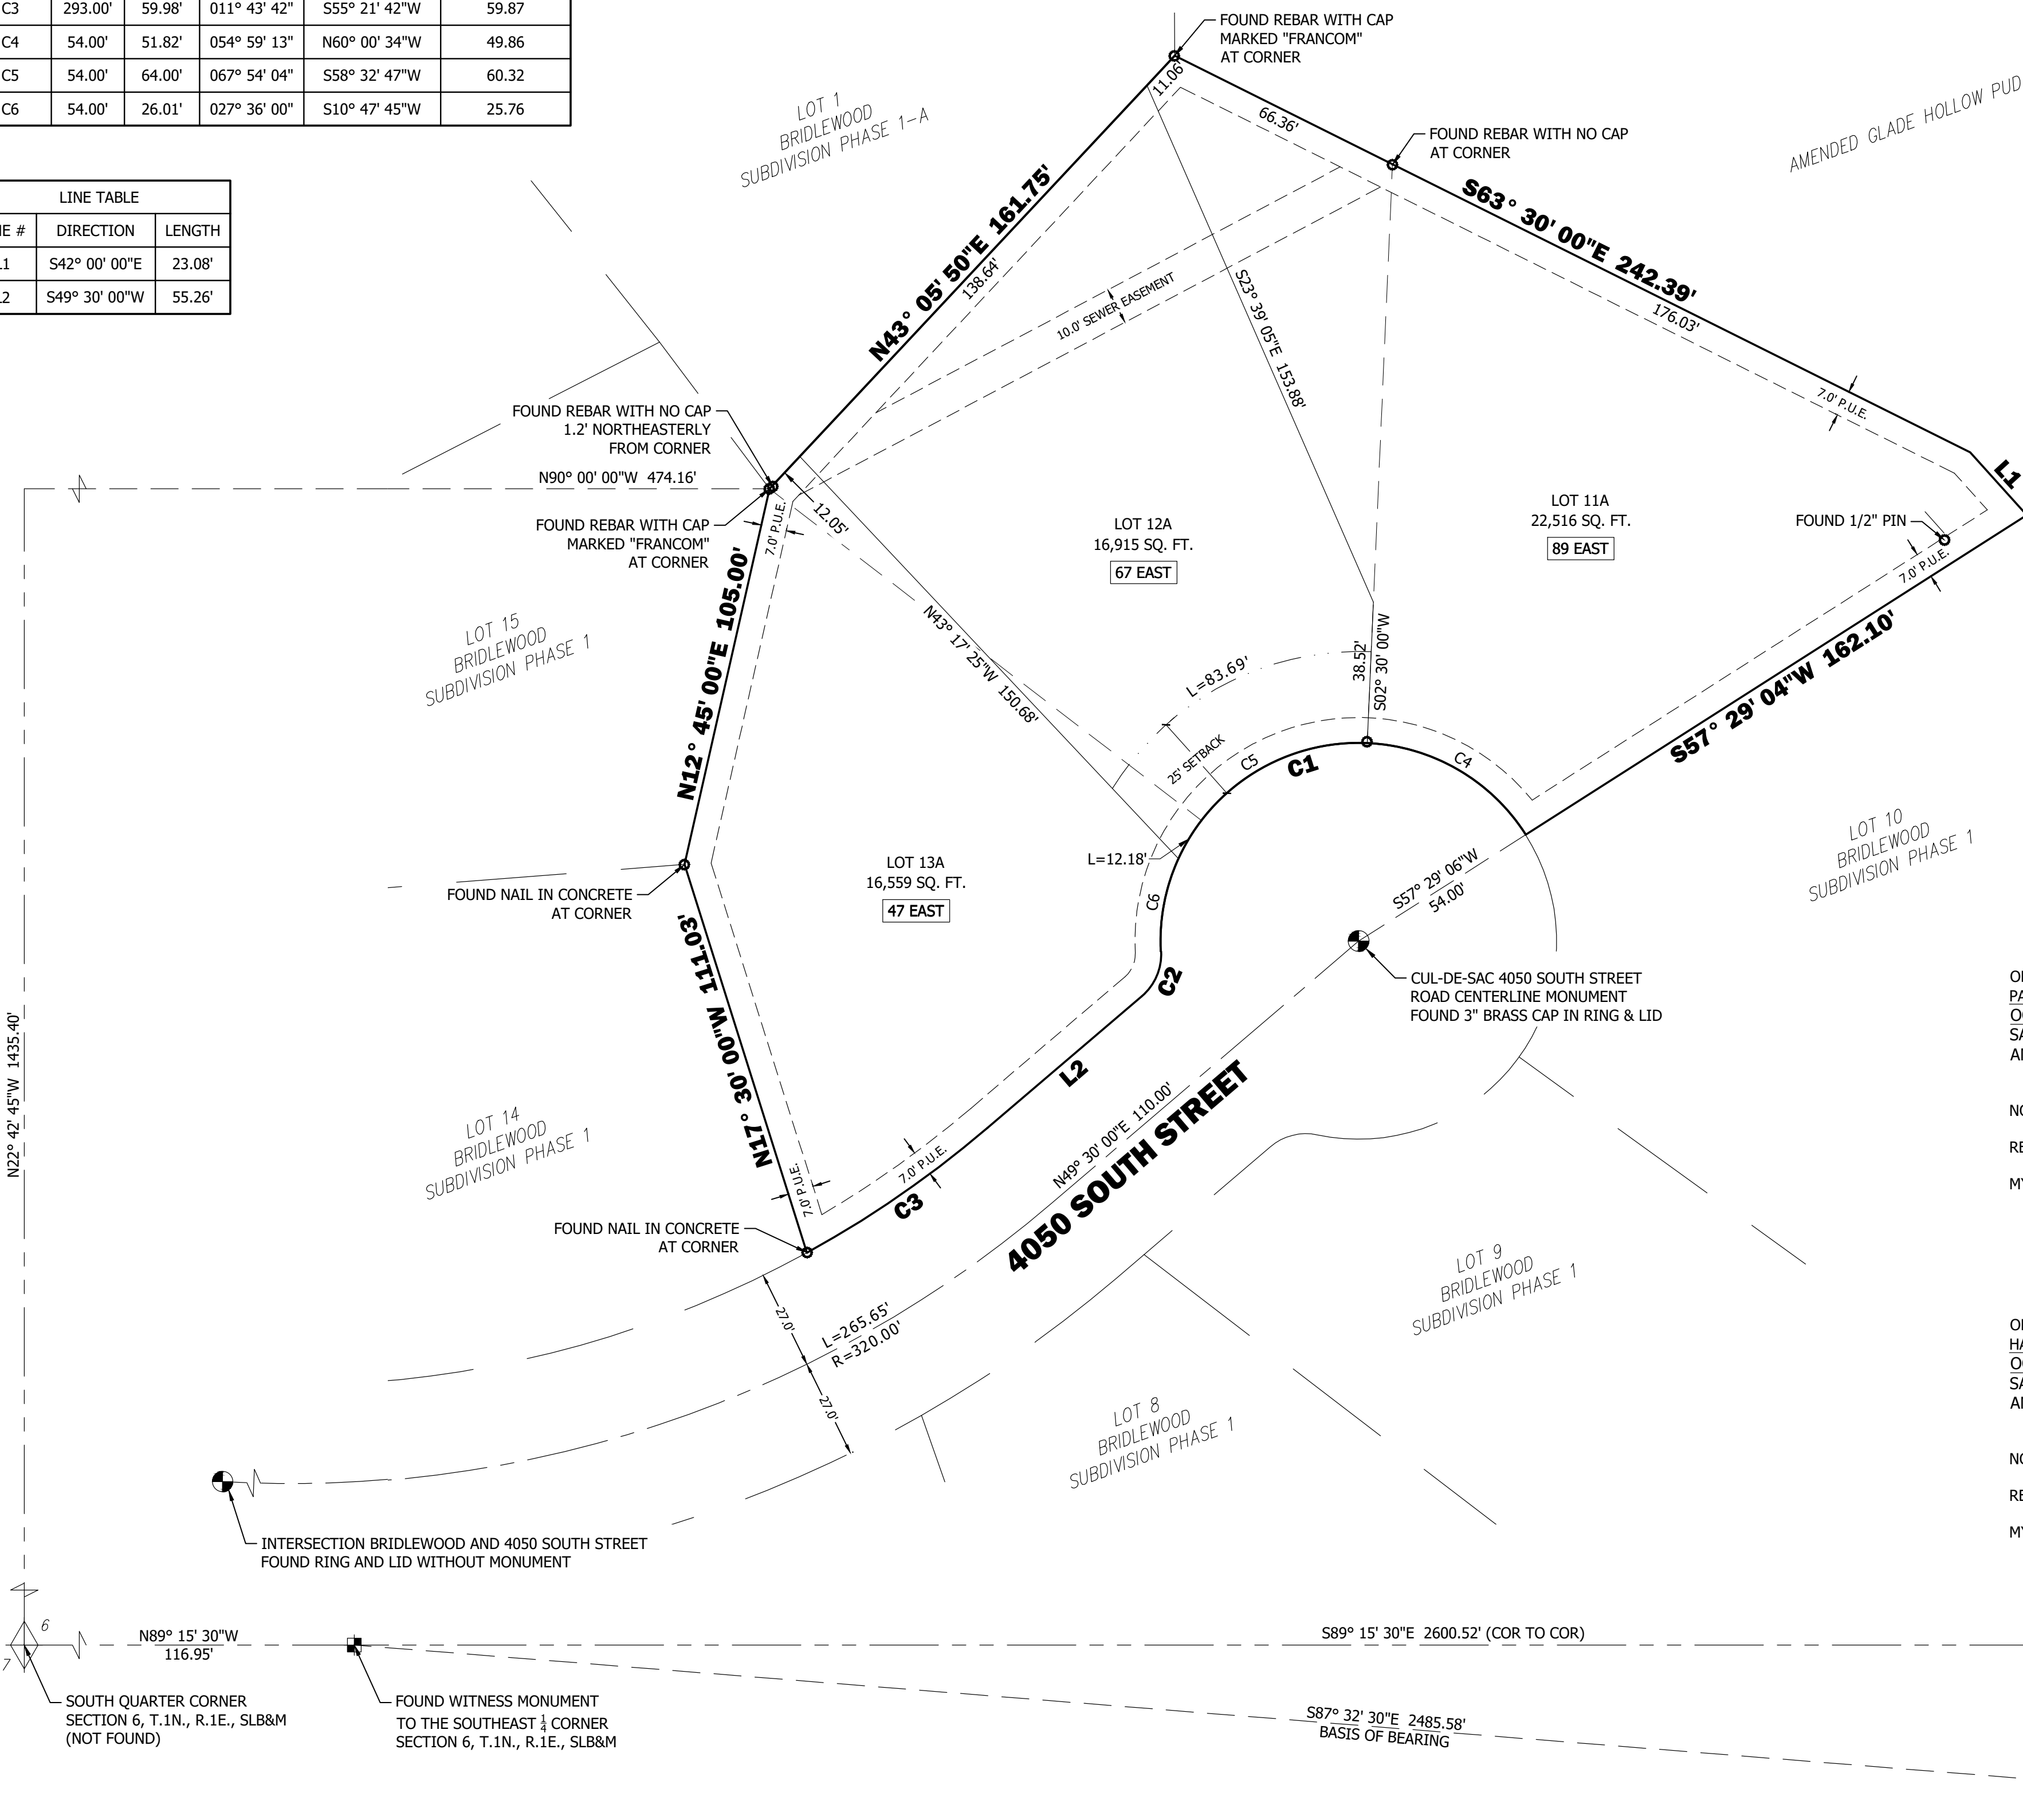 C3 293.00' 59.98' 011° 43' 42" S55° 21' 42"W 59.87
C4 54.00' 51.82' 054° 59' 13" N60° 00' 34"W 49.86
C5 54.00' 64.00' 067° 54' 04" S58° 32' 47"W 60.32
C6 54.00' 26.01' 027° 36' 00" S10° 47' 45"W 25.76
LINE TABLE
E # DIRECTION LENGTH
1 S42° 00' 00"E 23.08'
2 S49° 30' 00"W 55.26'
FOUND REBAR WITH CAP
MARKED "FRANCOM"
AT CORNER
11.06'
66.36'
FOUND REBAR WITH NO CAP
AT CORNER
AMENDED GLADE HOLLOW PUD
LOT 1
BRIDLEWOOD
SUBDIVISION PHASE 1-A
N43° 05' 50"E 161.75'
138.64'
10.0' SEWER EASEMENT
S23° 39' 05"E 153.88'
S63° 30' 00"E 242.39'
176.03'
7.0' P.U.E.
L1
FOUND REBAR WITH NO CAP
1.2' NORTHEASTERLY
FROM CORNER
N90° 00' 00"W 474.16'
FOUND REBAR WITH CAP
MARKED "FRANCOM"
AT CORNER
7.0' P.U.E.
12.05'
LOT 12A
16,915 SQ. FT.
67 EAST
LOT 11A
22,516 SQ. FT.
89 EAST
FOUND 1/2" PIN
7.0' P.U.E.
S57° 29' 04"W 162.10'
N12° 45' 00"E 105.00'
LOT 15
BRIDLEWOOD
SUBDIVISION PHASE 1
N43° 17' 25"W 150.68'
L=83.69'
38.52'
S02° 30' 00"W
25' SETBACK
C5
C1
C4
L=12.18'
C6
C2
LOT 13A
16,559 SQ. FT.
47 EAST
FOUND NAIL IN CONCRETE
AT CORNER
LOT 10
BRIDLEWOOD
SUBDIVISION PHASE 1
S57° 29' 06"W
54.00'
CUL-DE-SAC 4050 SOUTH STREET
ROAD CENTERLINE MONUMENT
FOUND 3" BRASS CAP IN RING & LID
N17° 30' 00"W 111.03'
L2
N49° 30' 00"E 110.00'
4050 SOUTH STREET
N22° 42' 45"W 1435.40'
LOT 14
BRIDLEWOOD
SUBDIVISION PHASE 1
7.0' P.U.E.
7.0' P.U.E.
C3
FOUND NAIL IN CONCRETE
AT CORNER
27.0'
L=265.65'
R=320.00'
27.0'
LOT 9
BRIDLEWOOD
SUBDIVISION PHASE 1
LOT 8
BRIDLEWOOD
SUBDIVISION PHASE 1
INTERSECTION BRIDLEWOOD AND 4050 SOUTH STREET
FOUND RING AND LID WITHOUT MONUMENT
6
7
N89° 15' 30"W
116.95'
S89° 15' 30"E 2600.52' (COR TO COR)
SOUTH QUARTER CORNER
SECTION 6, T.1N., R.1E., SLB&M
(NOT FOUND)
FOUND WITNESS MONUMENT
TO THE SOUTHEAST 1/4 CORNER
SECTION 6, T.1N., R.1E., SLB&M
S87° 32' 30"E 2485.58'
BASIS OF BEARING